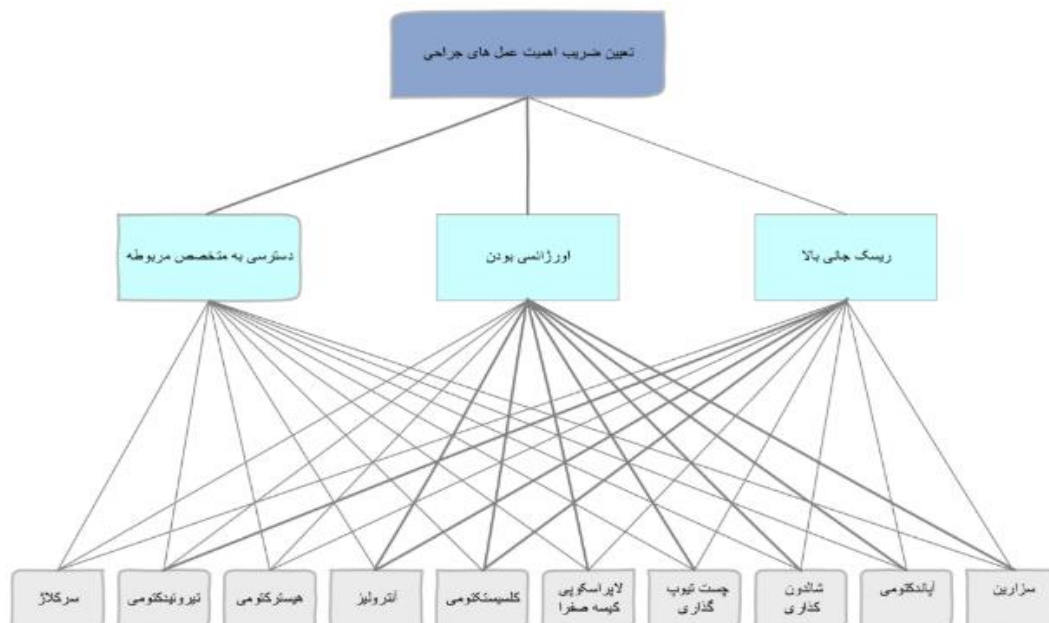 تعیین ضریب اهمیت عمل های جراحی
ریسک جانی بالا
اورژانسی بودن
دسترسی به متخصص مربوطه
سزارین
آپاندکتومی
شالدون
گذاری
چست تیوپ
گذاری
لاپراسکوپی
کیسه صفرا
کلسیستکتومی
آنترولیز
هیسترکتومی
تیروئیدکتومی
سرکلاژ